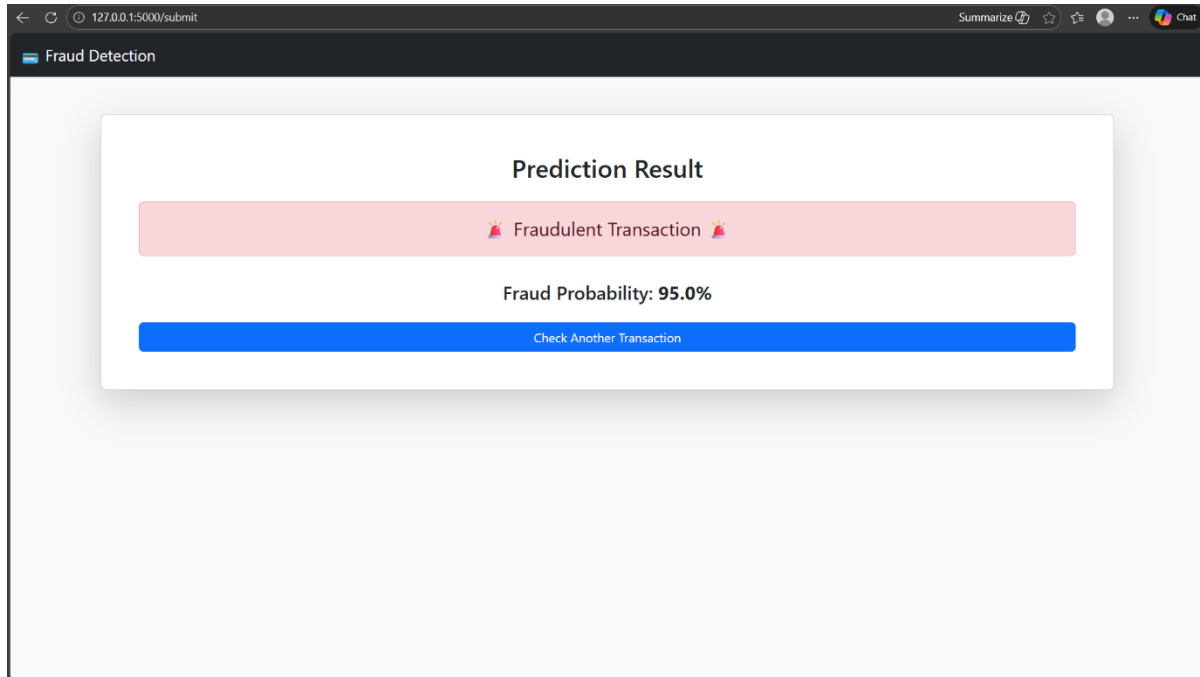 127.0.0.1:5000/submit
Summarize
Chat
Fraud Detection
Prediction Result
🚨 Fraudulent Transaction 🚨
Fraud Probability: 95.0%
Check Another Transaction